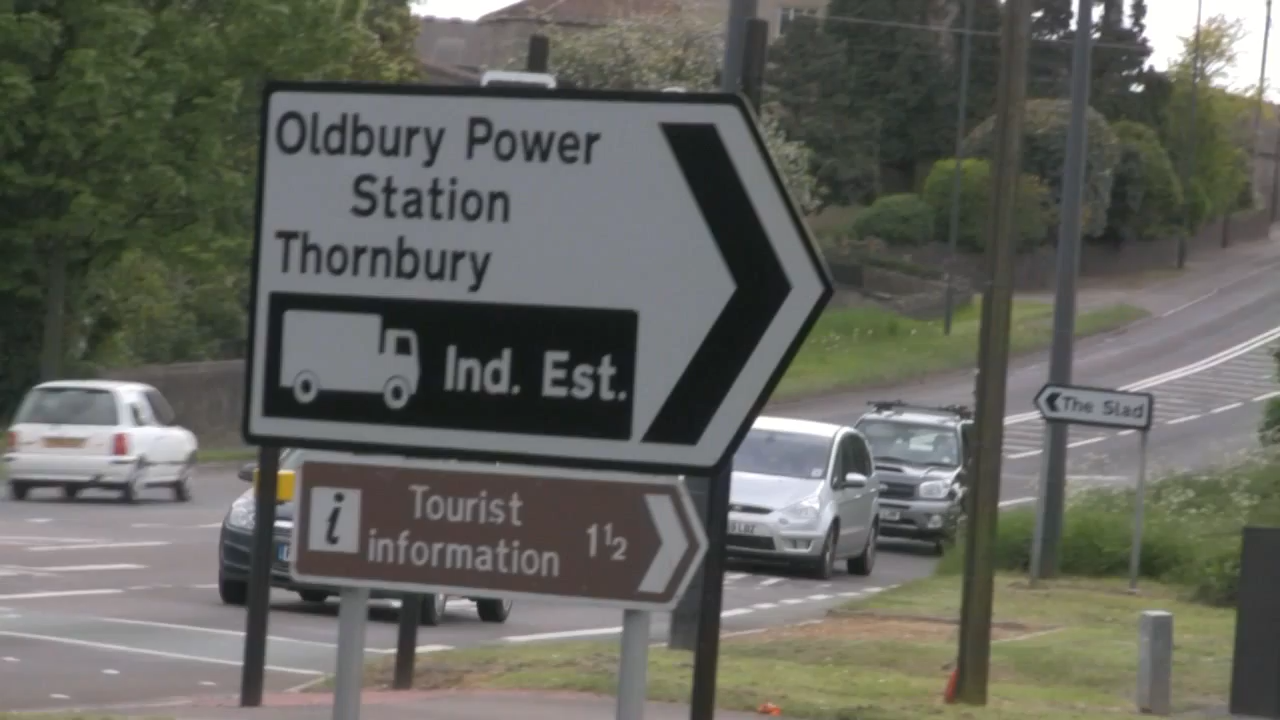 Oldbury Power
Station
Thornbury
Ind. Est.
i Tourist
information 1½
The Slad